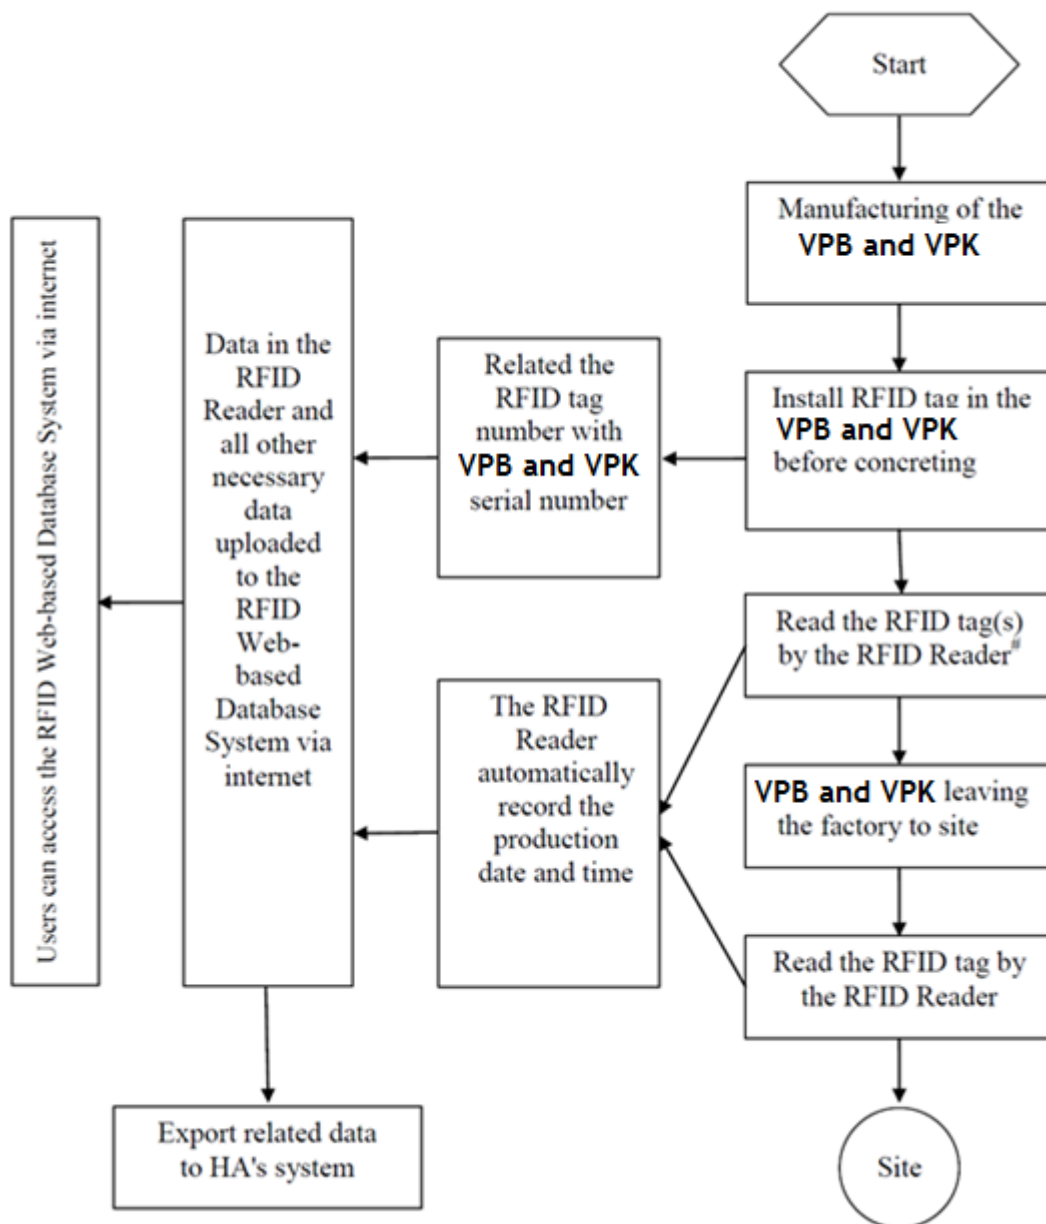 Start
Manufacturing of the
VPB and VPK
Install RFID tag in the
VPB and VPK
before concreting
Related the
RFID tag
number with
VPB and VPK
serial number
Data in the
RFID
Reader and
all other
necessary
data
uploaded
to the
RFID
Web-
based
Database
System via
internet
Users can access the RFID Web-based Database System via internet
Read the RFID tag(s)
by the RFID Reader#
The RFID
Reader
automatically
record the
production
date and time
VPB and VPK leaving
the factory to site
Read the RFID tag by
the RFID Reader
Export related data
to HA's system
Site